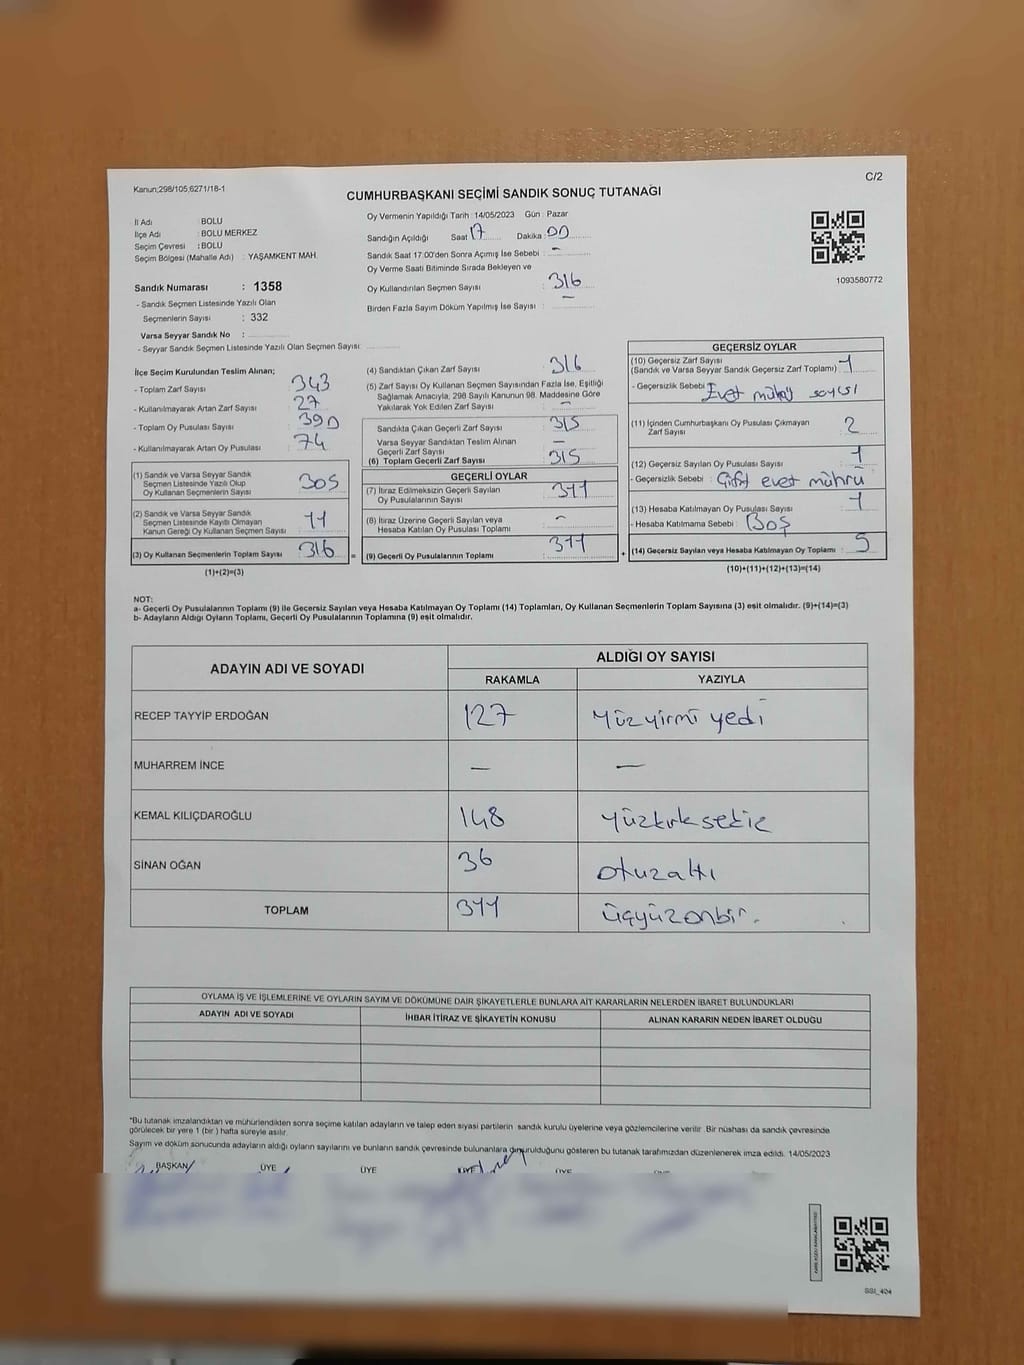 Kanun;298/105,6271/18-1
C/2
CUMHURBAŞKANI SEÇİMİ SANDIK SONUÇ TUTANAĞI
İl Adı : BOLU
İlçe Adı : BOLU MERKEZ
Seçim Çevresi : BOLU
Seçim Bölgesi (Mahalle Adı) : YAŞAMKENT MAH.
Sandık Numarası : 1358
- Sandık Seçmen Listesinde Yazılı Olan
Seçmenlerin Sayısı : 332
Varsa Seyyar Sandık No :
- Seyyar Sandık Seçmen Listesinde Yazılı Olan Seçmen Sayısı:
Oy Vermenin Yapıldığı Tarih : 14/05/2023 Gün : Pazar
Sandığın Açıldığı Saat 17 Dakika : 00
Sandık Saat 17:00'den Sonra Açımış İse Sebebi : -
Oy Verme Saati Bitiminde Sırada Bekleyen ve
Oy Kullandırılan Seçmen Sayısı : 316
Birden Fazla Sayım Döküm Yapılmış İse Sayısı : -
1093580772
İlçe Seçim Kurulundan Teslim Alınan;
- Toplam Zarf Sayısı : 343
- Kullanılmayarak Artan Zarf Sayısı : 27
- Toplam Oy Pusulası Sayısı : 390
- Kullanılmayarak Artan Oy Pusulası : 74
(1) Sandık ve Varsa Seyyar Sandık
Seçmen Listesinde Yazılı Olup
Oy Kullanan Seçmenlerin Sayısı : 305
(2) Sandık ve Varsa Seyyar Sandık
Seçmen Listesinde Kayıtlı Olmayan
Kanun Gereği Oy Kullanan Seçmen Sayısı : 11
(3) Oy Kullanan Seçmenlerin Toplam Sayısı : 316
(1)+(2)=(3)
(4) Sandıktan Çıkan Zarf Sayısı : 316
(5) Zarf Sayısı Oy Kullanan Seçmen Sayısından Fazla İse, Eşitliği
Sağlamak Amacıyla, 298 Sayılı Kanunun 98. Maddesine Göre
Yakılarak Yok Edilen Zarf Sayısı : -
Sandıkta Çıkan Geçerli Zarf Sayısı : 315
Varsa Seyyar Sandıktan Teslim Alınan
Geçerli Zarf Sayısı : -
(6) Toplam Geçerli Zarf Sayısı : 315
GEÇERLİ OYLAR
(7) İtiraz Edilmeksizin Geçerli Sayılan
Oy Pusulalarının Sayısı : 311
(8) İtiraz Üzerine Geçerli Sayılan veya
Hesaba Katılan Oy Pusulası Toplamı : -
(9) Geçerli Oy Pusulalarının Toplamı : 311
=
+
GEÇERSİZ OYLAR
(10) Geçersiz Zarf Sayısı
(Sandık ve Varsa Seyyar Sandık Geçersiz Zarf Toplamı) : 1
- Geçersizlik Sebebi : Evet mührü sayısı
(11) İçinden Cumhurbaşkanı Oy Pusulası Çıkmayan
Zarf Sayısı : 2
(12) Geçersiz Sayılan Oy Pusulası Sayısı : 1
- Geçersizlik Sebebi : Çift evet mührü
(13) Hesaba Katılmayan Oy Pusulası Sayısı : 1
- Hesaba Katılmama Sebebi : Boş
(14) Geçersiz Sayılan veya Hesaba Katılmayan Oy Toplamı : 5
(10)+(11)+(12)+(13)=(14)
NOT:
a- Geçerli Oy Pusulalarının Toplamı (9) ile Geçersiz Sayılan veya Hesaba Katılmayan Oy Toplamı (14) Toplamları, Oy Kullanan Seçmenlerin Toplam Sayısına (3) eşit olmalıdır. (9)+(14)=(3)
b- Adayların Aldığı Oyların Toplamı, Geçerli Oy Pusulalarının Toplamına (9) eşit olmalıdır.
ADAYIN ADI VE SOYADI
ALDIĞI OY SAYISI
RAKAMLA YAZIYLA
RECEP TAYYİP ERDOĞAN 127 yüzyirmi yedi
MUHARREM İNCE - -
KEMAL KILIÇDAROĞLU 148 yüzkırksekiz
SİNAN OĞAN 36 otuzaltı
TOPLAM 311 üçyüzonbir.
OYLAMA İŞ VE İŞLEMLERİNE VE OYLARIN SAYIM VE DÖKÜMÜNE DAİR ŞİKAYETLERLE BUNLARA AİT KARARLARIN NELERDEN İBARET BULUNDUKLARI
ADAYIN ADI VE SOYADI İHBAR İTİRAZ VE ŞİKAYETİN KONUSU ALINAN KARARIN NEDEN İBARET OLDUĞU
*Bu tutanak imzalandıktan ve mühürlendikten sonra seçime katılan adayların ve talep eden siyasi partilerin sandık kurulu üyelerine veya gözlemcilerine verilir. Bir nüshası da sandık çevresinde
görülecek bir yere 1 (bir ) hafta süreyle asılır.
Sayım ve döküm sonucunda adayların aldığı oyların sayılarını ve bunların sandık çevresinde bulunanlara duyurulduğunu gösteren bu tutanak tarafımızdan düzenlenerek imza edildi. 14/05/2023
BAŞKAN ÜYE ÜYE ÜYE ÜYE
SSI_404